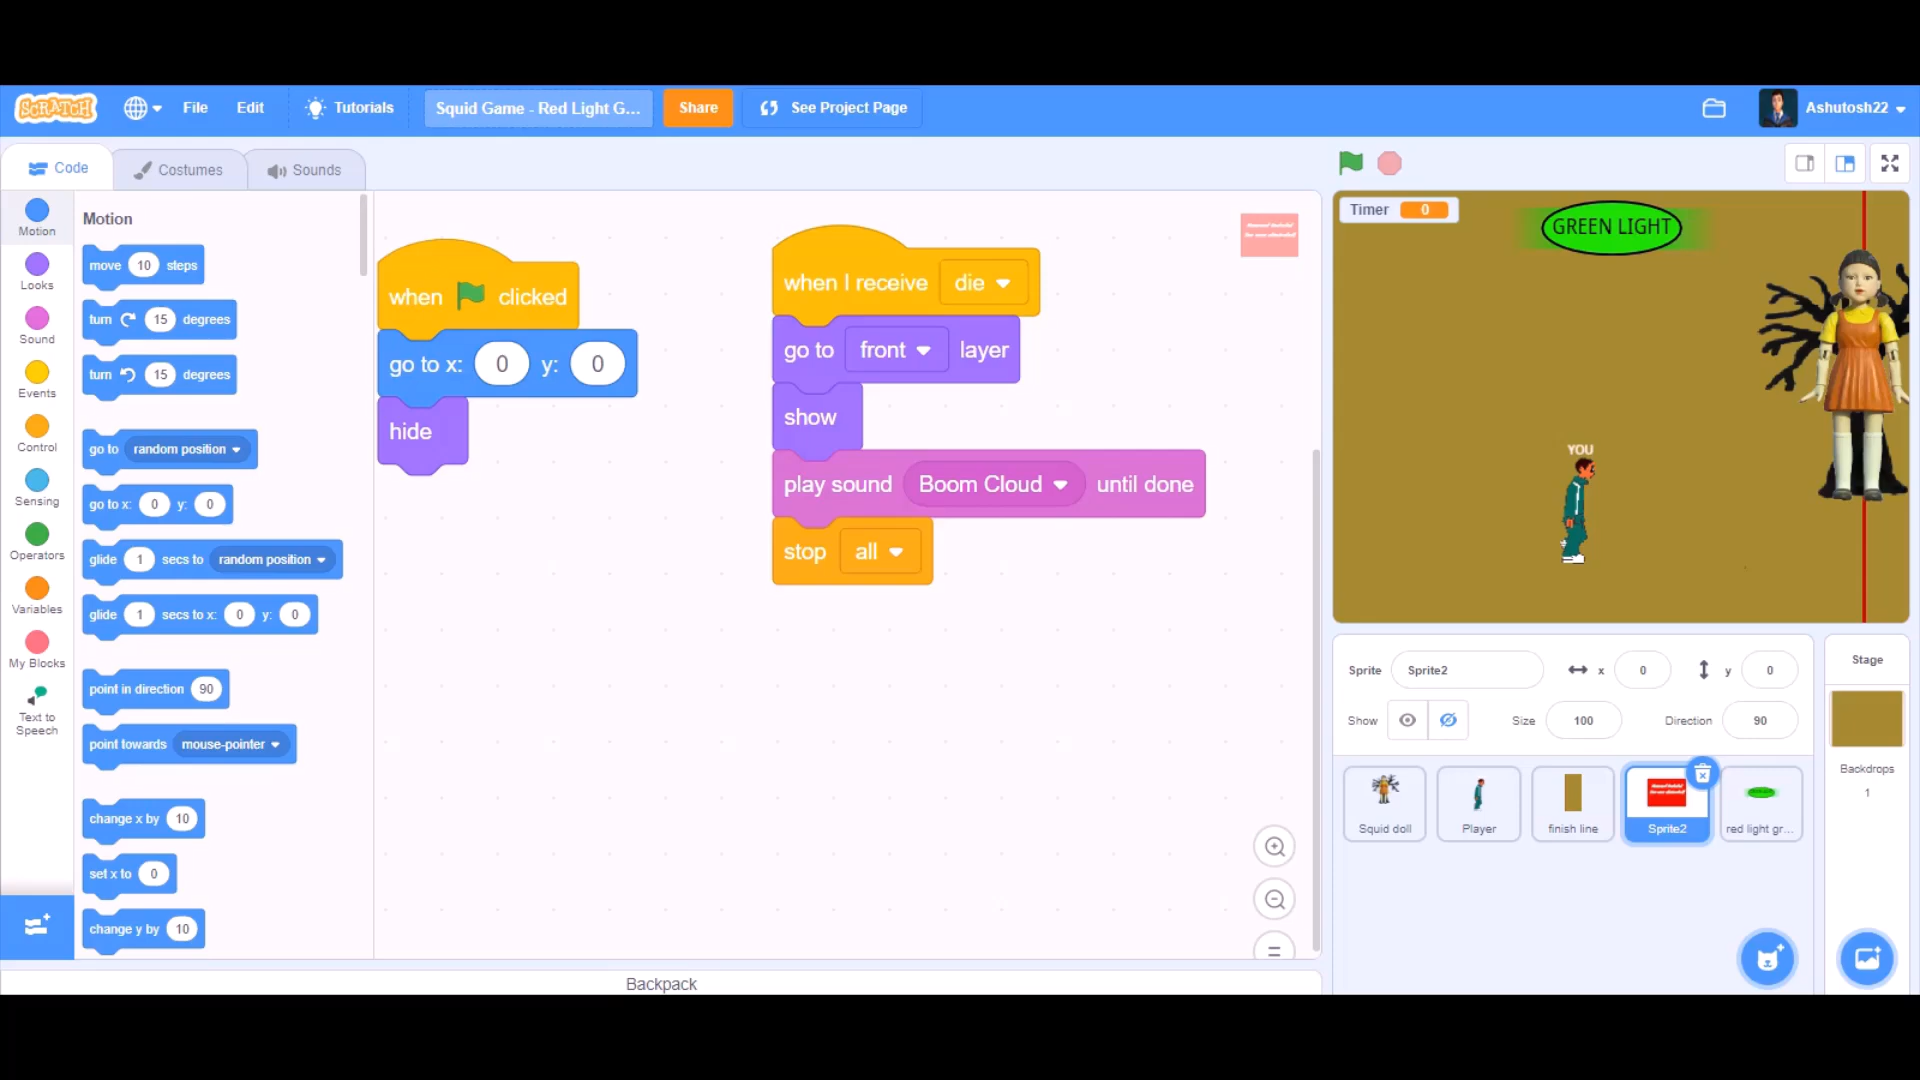 SCRATCH
File
Edit
Tutorials
Squid Game - Red Light G...
Share
See Project Page
Ashutosh22
Code
Costumes
Sounds
Motion
Looks
Sound
Events
Control
Sensing
Operators
Variables
My Blocks
Text to
Speech
Motion
move 10 steps
turn 15 degrees
turn 15 degrees
go to random position
go to x: 0 y: 0
glide 1 secs to random position
glide 1 secs to x: 0 y: 0
point in direction 90
point towards mouse-pointer
change x by 10
set x to 0
change y by 10
when clicked
go to x: 0 y: 0
hide
when I receive die
go to front layer
show
play sound Boom Cloud until done
stop all
Backpack
Timer 0
GREEN LIGHT
YOU
Sprite Sprite2 x 0 y 0
Show Size 100 Direction 90
Squid doll
Player
finish line
Sprite2
red light gr...
Stage
Backdrops
1